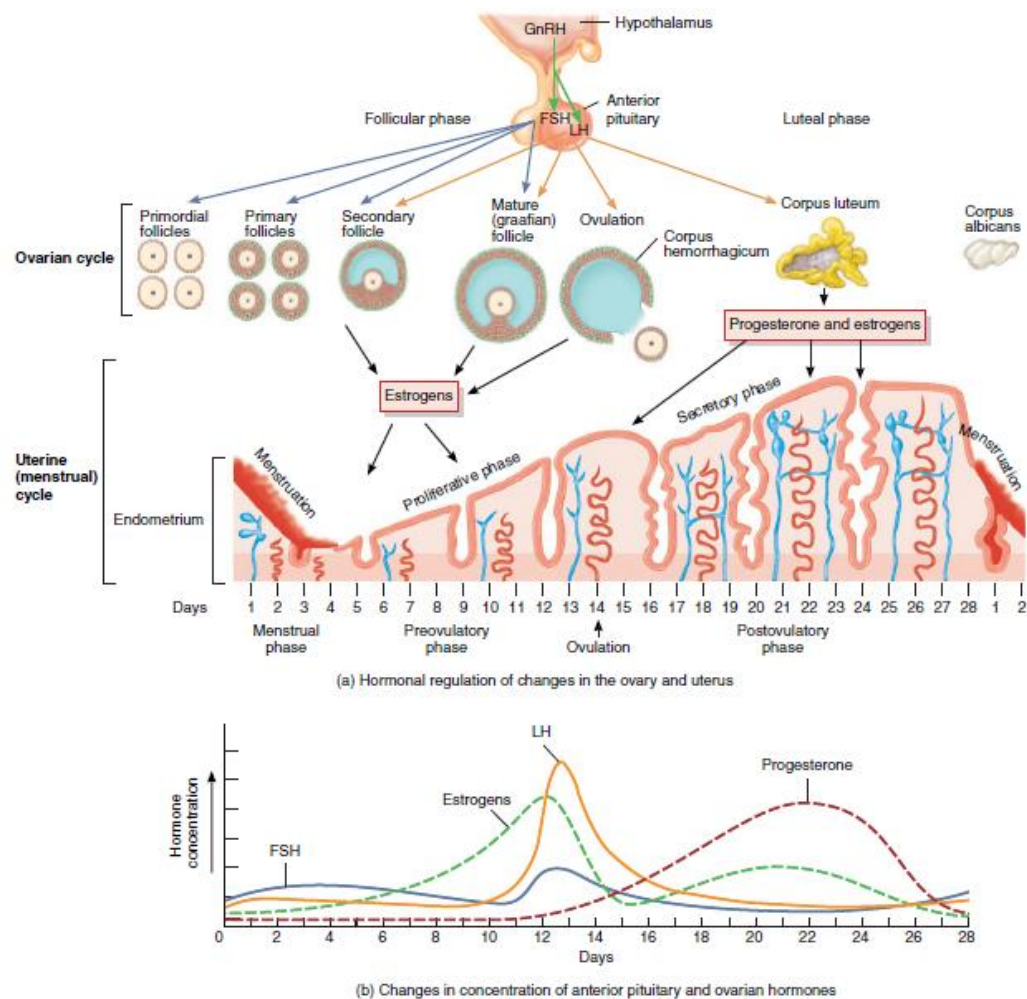 GnRH
Hypothalamus
Follicular phase
FSH
LH
Anterior
pituitary
Luteal phase
Ovarian cycle
Primordial
follicles
Primary
follicles
Secondary
follicle
Mature
(graafian)
follicle
Ovulation
Corpus
hemorrhagicum
Corpus luteum
Corpus
albicans
Progesterone and estrogens
Estrogens
Uterine
(menstrual)
cycle
Endometrium
Menstruation
Proliferative phase
Secretory phase
Menstruation
Days 1 2 3 4 5 6 7 8 9 10 11 12 13 14 15 16 17 18 19 20 21 22 23 24 25 26 27 28 1 2
Menstrual
phase
Preovulatory
phase
Ovulation
Postovulatory
phase
(a) Hormonal regulation of changes in the ovary and uterus
Hormone
concentration
FSH
Estrogens
LH
Progesterone
0 2 4 6 8 10 12 14 16 18 20 22 24 26 28
Days
(b) Changes in concentration of anterior pituitary and ovarian hormones